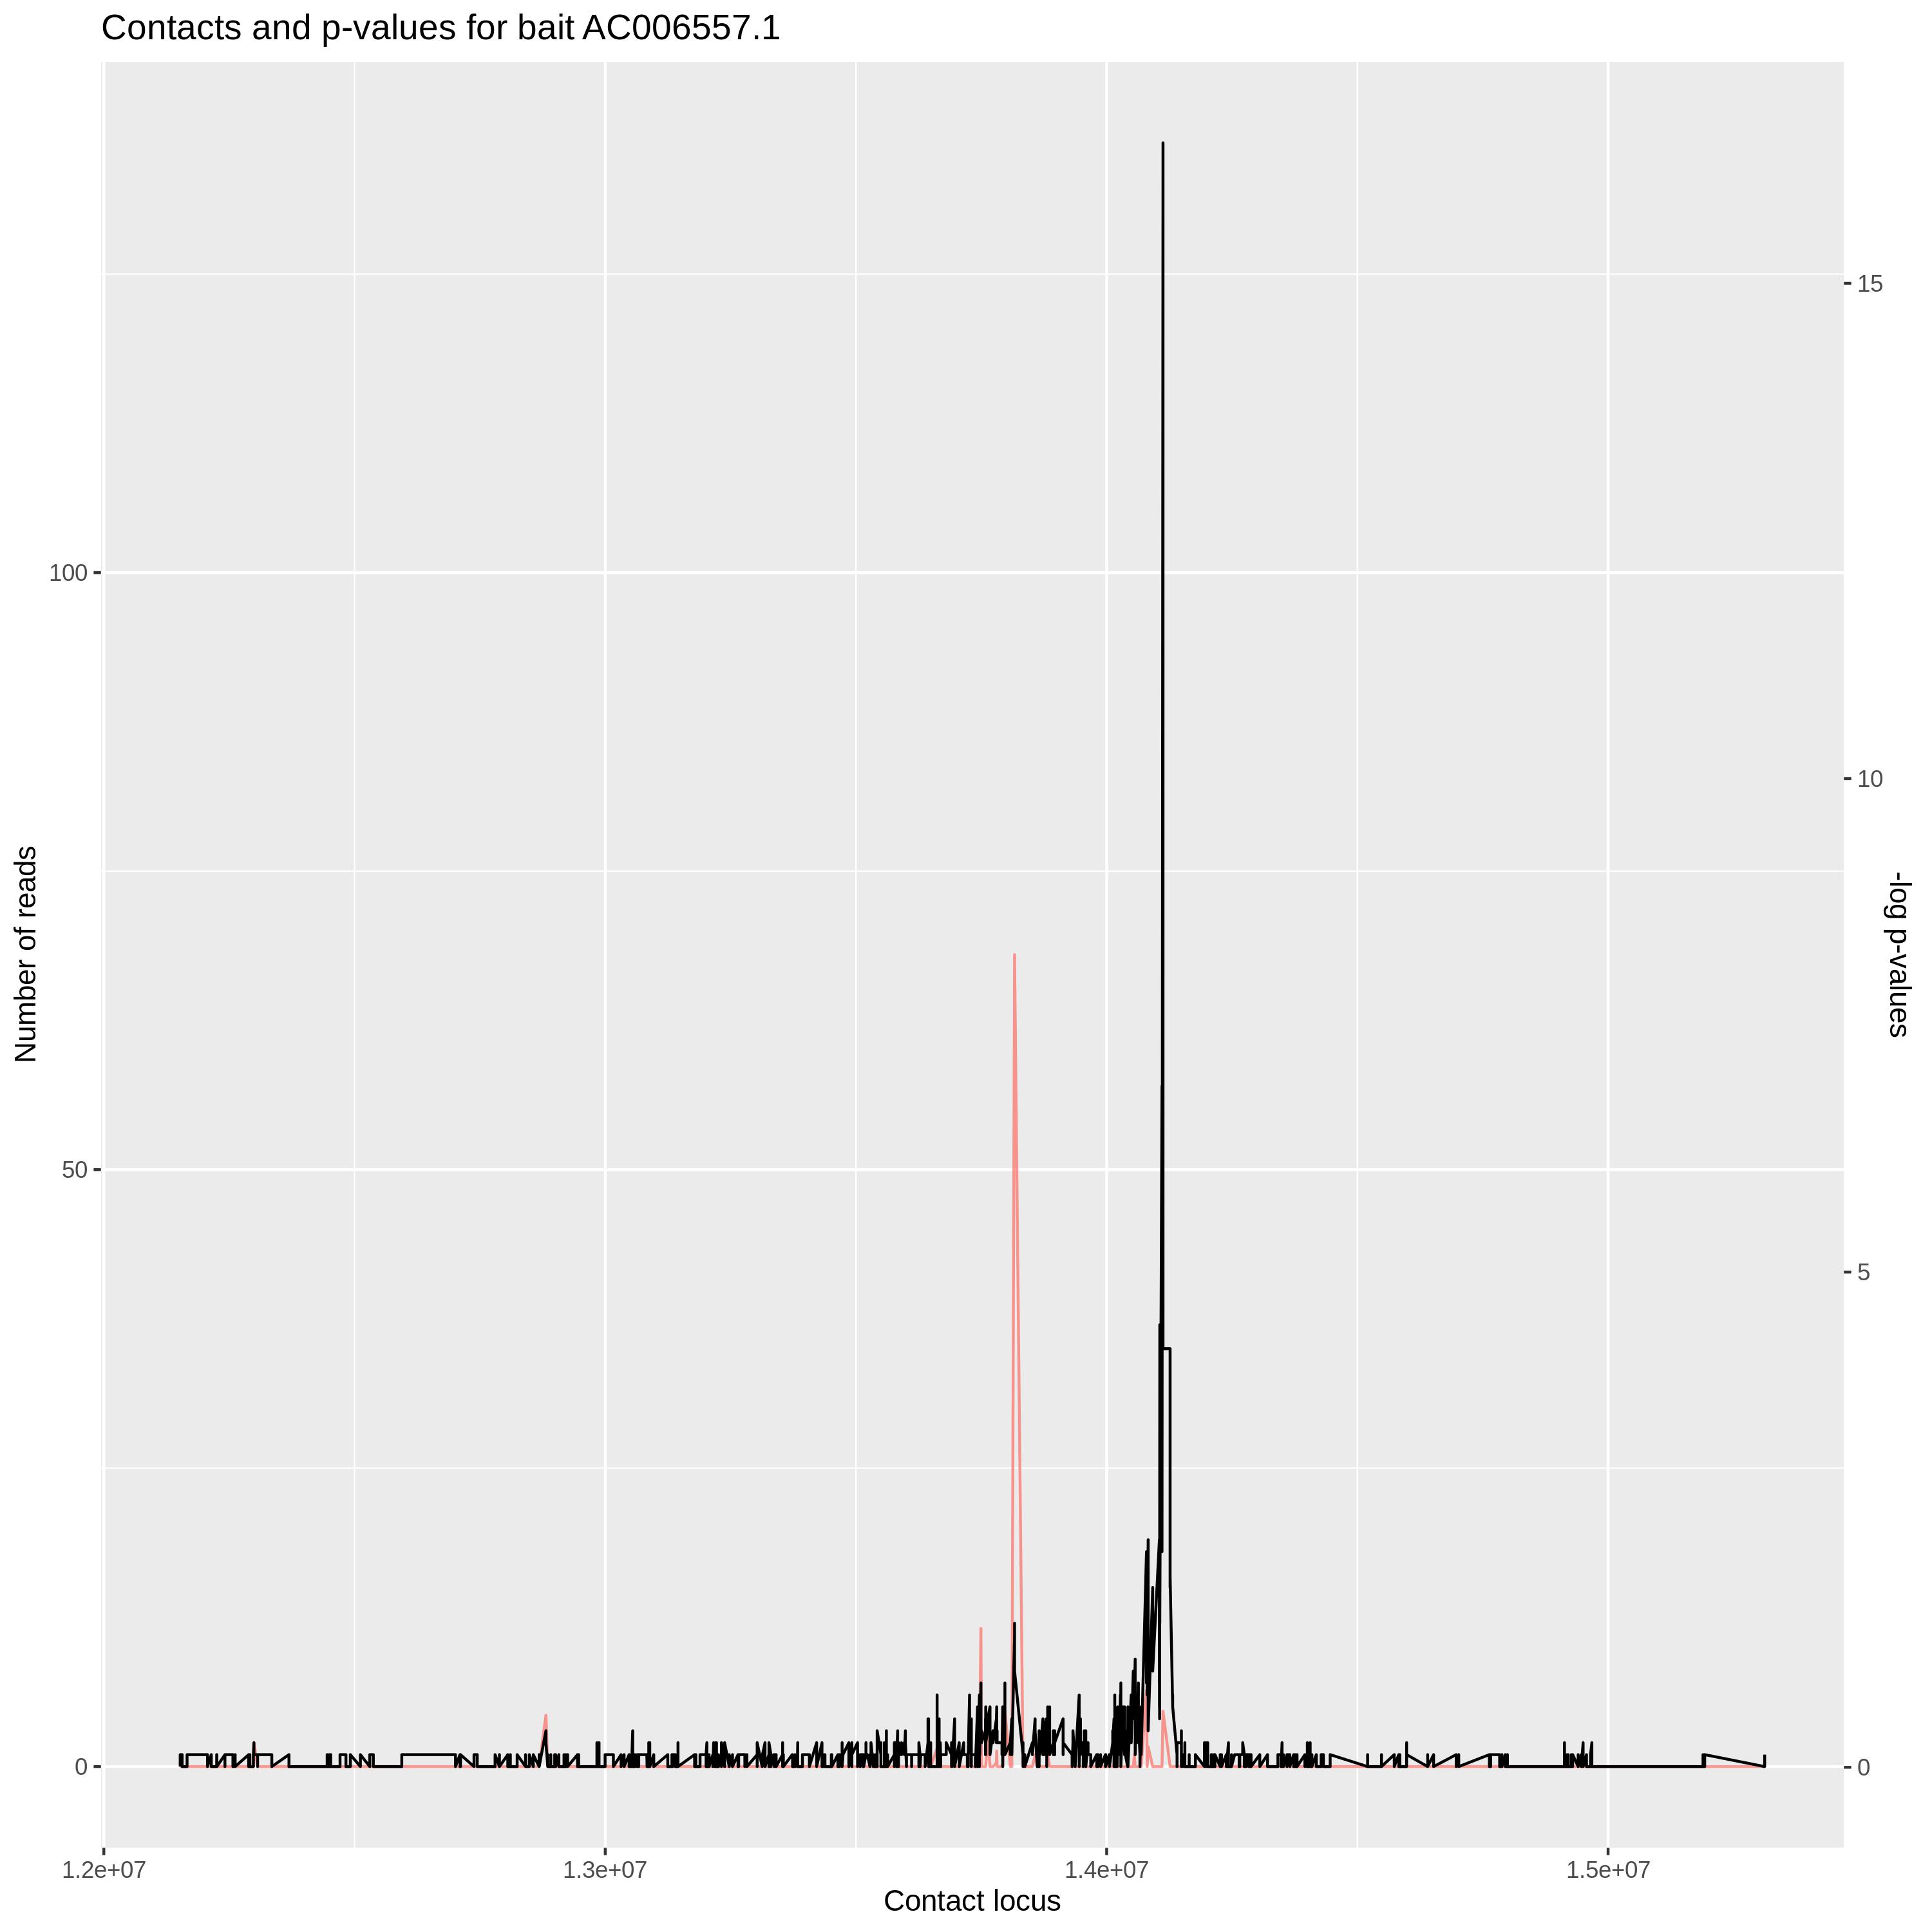 Contacts and p-values for bait AC006557.1
15
100
10
Number of reads
-log p-values
50
5
0
0
1.2e+07
1.3e+07
1.4e+07
1.5e+07
Contact locus